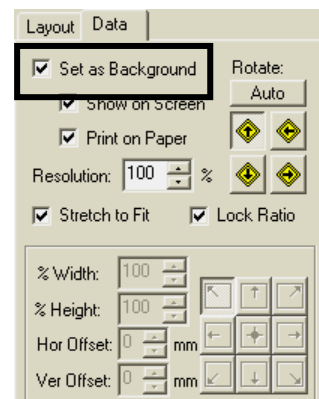 Layout Data
Set as Background Rotate:
Show on Screen Auto
Print on Paper
Resolution: 100 %
Stretch to Fit Lock Ratio
% Width: 100
% Height: 100
Hor Offset: 0 mm
Ver Offset: 0 mm